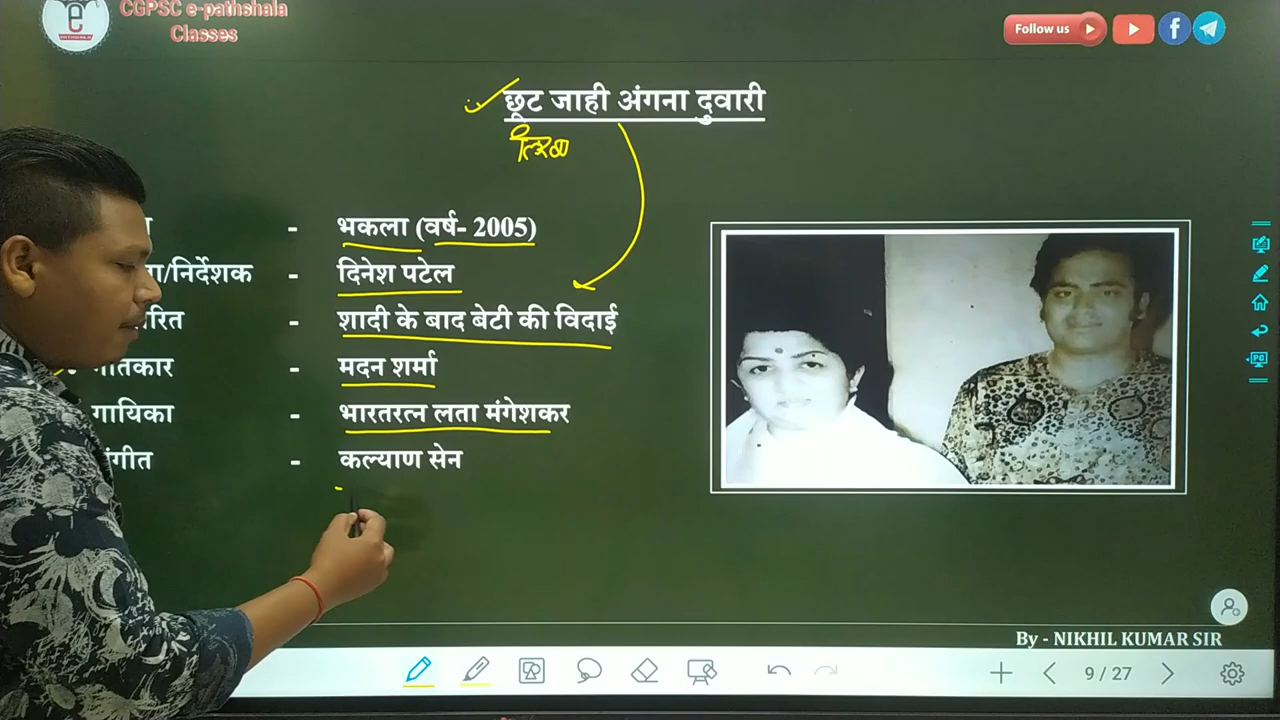 CGPSC e-pathshala
Classes
Follow us
छूट जाही अंगना दुवारी
- भकला (वर्ष- 2005)
/निर्देशक - दिनेश पटेल
- शादी के बाद बेटी की विदाई
गीतकार - मदन शर्मा
गायिका - भारतरत्न लता मंगेशकर
संगीत - कल्याण सेन
By - NIKHIL KUMAR SIR
9 / 27